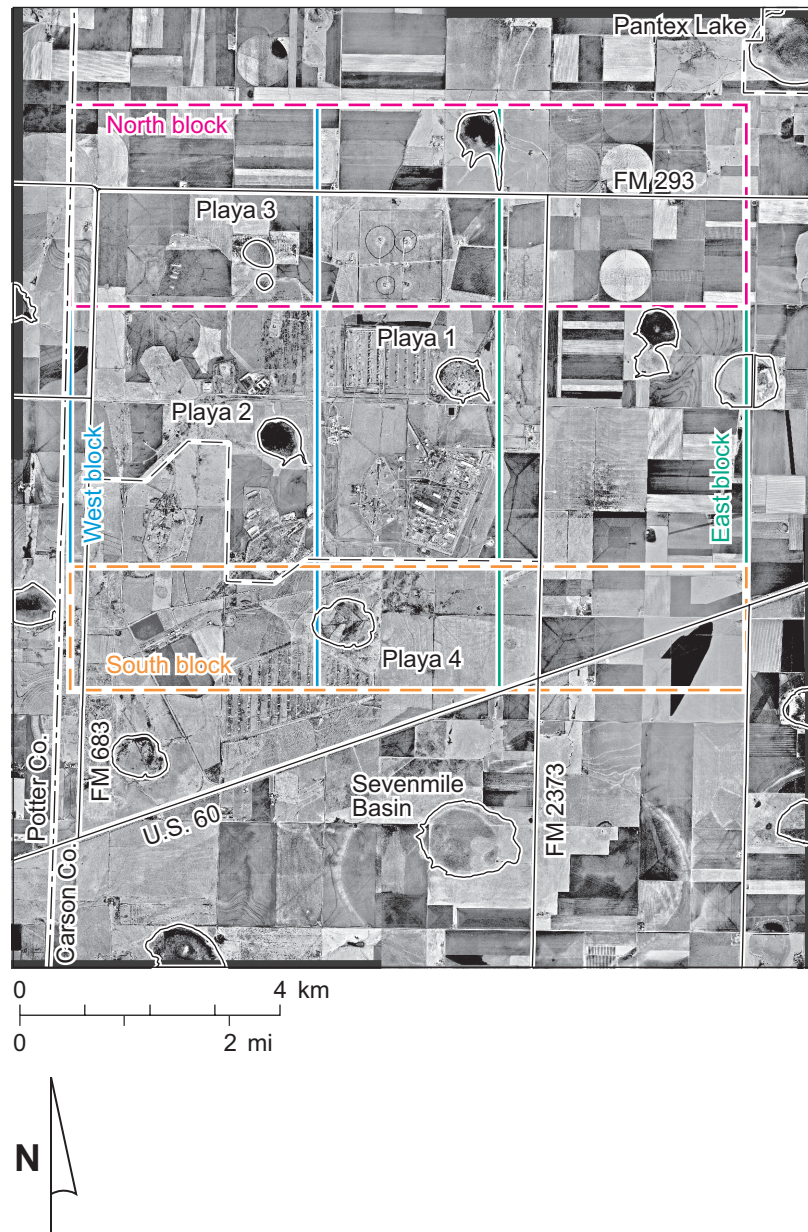 Pantex Lake
North block
FM 293
Playa 3
Playa 1
Playa 2
West block
East block
South block
Playa 4
FM 683
Potter Co.
Carson Co.
U.S. 60
Sevenmile
Basin
FM 2373
0 4 km
0 2 mi
N